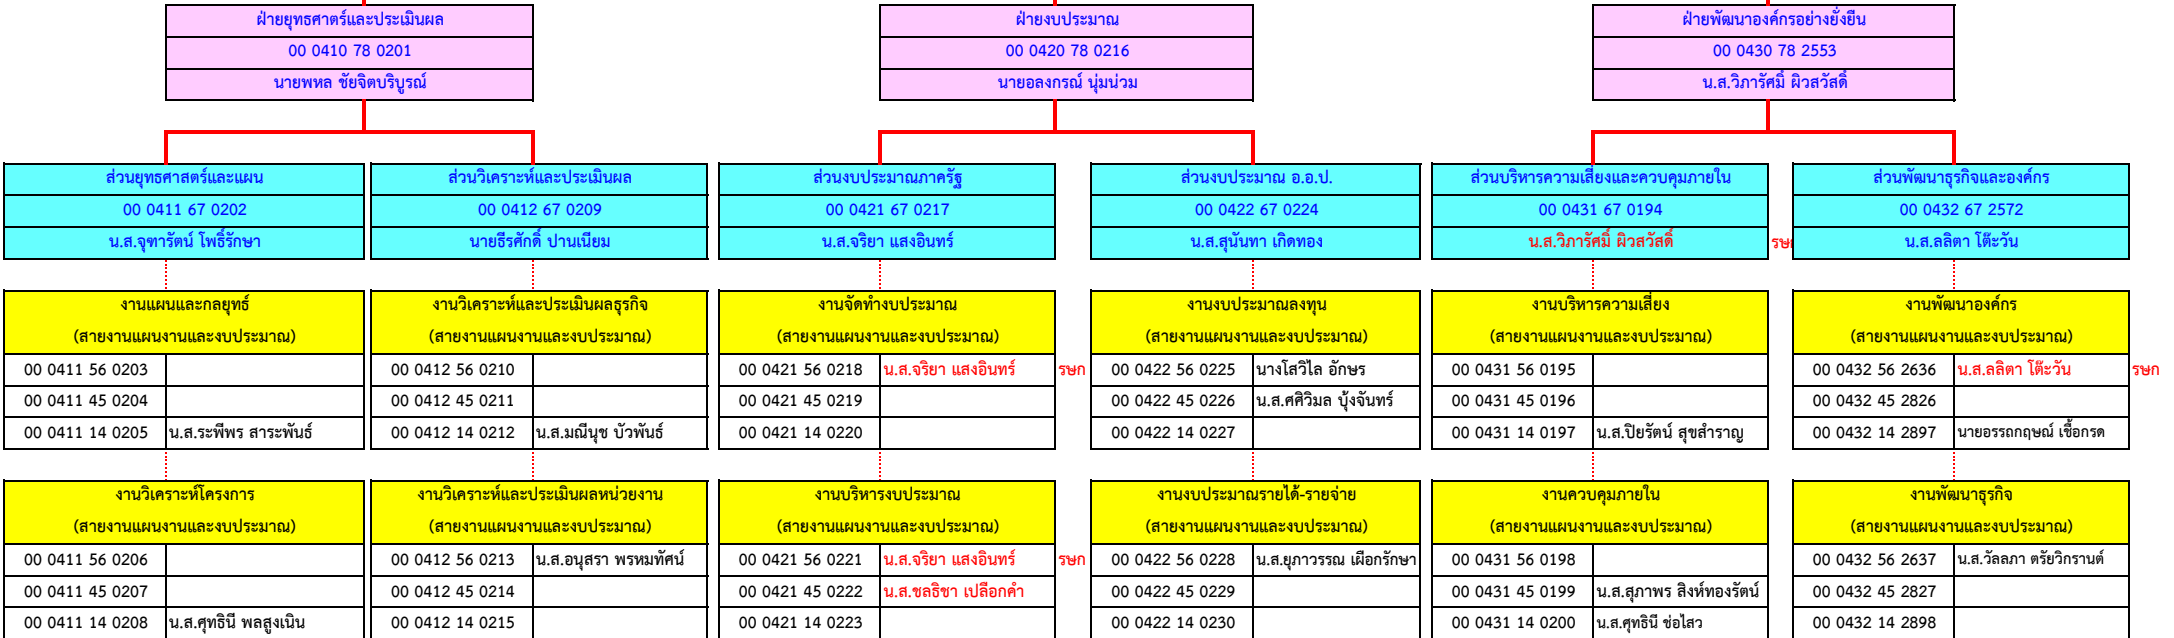 ฝ่ายยุทธศาตร์และประเมินผล
00 0410 78 0201
นายพหล ชัยจิตบริบูรณ์
ฝ่ายงบประมาณ
00 0420 78 0216
นายอลงกรณ์ นุ่มน่วม
ฝ่ายพัฒนาองค์กรอย่างยั่งยืน
00 0430 78 2553
น.ส.วิภารัศมิ์ ผิวสวัสดิ์
ส่วนยุทธศาสตร์และแผน
00 0411 67 0202
น.ส.จุฑารัตน์ โพธิ์รักษา
ส่วนวิเคราะห์และประเมินผล
00 0412 67 0209
นายธีรศักดิ์ ปานเนียม
ส่วนงบประมาณภาครัฐ
00 0421 67 0217
น.ส.จริยา แสงอินทร์
ส่วนงบประมาณ อ.อ.ป.
00 0422 67 0224
น.ส.สุนันทา เกิดทอง
ส่วนบริหารความเสี่ยงและควบคุมภายใน
00 0431 67 0194
น.ส.วิภารัศมิ์ ผิวสวัสดิ์ รษก
ส่วนพัฒนาธุรกิจและองค์กร
00 0432 67 2572
น.ส.ลลิตา โต๊ะวัน
งานแผนและกลยุทธ์
(สายงานแผนงานและงบประมาณ)
00 0411 56 0203
00 0411 45 0204
00 0411 14 0205 น.ส.ระพีพร สาระพันธ์
งานวิเคราะห์และประเมินผลธุรกิจ
(สายงานแผนงานและงบประมาณ)
00 0412 56 0210
00 0412 45 0211
00 0412 14 0212 น.ส.มณีนุช บัวพันธ์
งานจัดทำงบประมาณ
(สายงานแผนงานและงบประมาณ)
00 0421 56 0218 น.ส.จริยา แสงอินทร์ รษก
00 0421 45 0219
00 0421 14 0220
งานงบประมาณลงทุน
(สายงานแผนงานและงบประมาณ)
00 0422 56 0225 นางโสวิไล อักษร
00 0422 45 0226 น.ส.ศศิวิมล บุ้งจันทร์
00 0422 14 0227
งานบริหารความเสี่ยง
(สายงานแผนงานและงบประมาณ)
00 0431 56 0195
00 0431 45 0196
00 0431 14 0197 น.ส.ปิยรัตน์ สุขสำราญ
งานพัฒนาองค์กร
(สายงานแผนงานและงบประมาณ)
00 0432 56 2636 น.ส.ลลิตา โต๊ะวัน รษก
00 0432 45 2826
00 0432 14 2897 นายอรรถกฤษณ์ เชื้อกรด
งานวิเคราะห์โครงการ
(สายงานแผนงานและงบประมาณ)
00 0411 56 0206
00 0411 45 0207
00 0411 14 0208 น.ส.ศุทธินี พลสูงเนิน
งานวิเคราะห์และประเมินผลหน่วยงาน
(สายงานแผนงานและงบประมาณ)
00 0412 56 0213 น.ส.อนุสรา พรหมทัศน์
00 0412 45 0214
00 0412 14 0215
งานบริหารงบประมาณ
(สายงานแผนงานและงบประมาณ)
00 0421 56 0221 น.ส.จริยา แสงอินทร์ รษก
00 0421 45 0222 น.ส.ชลธิชา เปลือกคำ
00 0421 14 0223
งานงบประมาณรายได้-รายจ่าย
(สายงานแผนงานและงบประมาณ)
00 0422 56 0228 น.ส.ยุภาวรรณ เผือกรักษา
00 0422 45 0229
00 0422 14 0230
งานควบคุมภายใน
(สายงานแผนงานและงบประมาณ)
00 0431 56 0198
00 0431 45 0199 น.ส.สุภาพร สิงห์ทองรัตน์
00 0431 14 0200 น.ส.ศุทธินี ช่อไสว
งานพัฒนาธุรกิจ
(สายงานแผนงานและงบประมาณ)
00 0432 56 2637 น.ส.วัลลภา ตรัยวิกรานต์
00 0432 45 2827
00 0432 14 2898